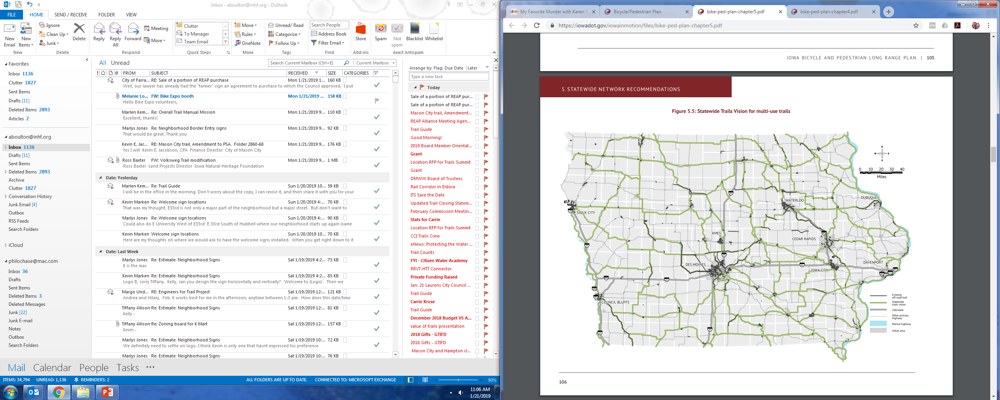 Inbox - aboulton@inhf.org - Outlook
FILE HOME SEND / RECEIVE FOLDER VIEW
New Email
New Items
New
Ignore
Clean Up
Junk
Delete
Delete
Reply
Reply All
Forward
Meeting
More
Respond
Clutter
To Manager
Team Email
Quick Steps
Move
Rules
OneNote
Move
Unread/ Read
Categorize
Follow Up
Tags
Search People
Address Book
Filter Email
Find
Store
Add-ins
Spam
Not spam
Blacklist
Whitelist
Avast Antispam
Favorites
Inbox 1136
Clutter 1827
Sent Items
Drafts [11]
Deleted Items 2893
Articles 2
aboulton@inhf.org
Inbox 1136
Drafts [11]
Sent Items
Deleted Items 2893
Archive
Clutter 1827
Conversation History
Junk Email [4]
Outbox
RSS Feeds
Search Folders
iCloud
philochase@mac.com
Inbox 36
Drafts
Sent Items
Deleted Items 3
Deleted Messages
Junk [22]
Junk E-mail
Notes
Outbox
Search Folders
All Unread
Search Current Mailbox (Ctrl+E) Current Mailbox
FROM SUBJECT RECEIVED SIZE CATEGORIES
City of Farra... RE: Sale of a portion of REAP purchase Mon 1/21/2019 1... 160 KB
Well, our lawyer has already had the "farmer" sign an agreement to purchase to which the Council approved. I put
Melanie Lo... FW: Bike Expo booth Mon 1/21/2019 ... 158 KB
Hello Bike Expo volunteers,
Marlen Kem... Re: Overall Trail Manual Mission Mon 1/21/2019 9... 110 KB
Excellent, thanks!
Marlys Jones Re: Neighborhood Border Entry signs Mon 1/21/2019 9... 92 KB
That would be great. Thank you
Kevin E. Jac... RE: Mason City trail, Amendment to PSA. Folder 2860-68 Mon 1/21/2019 9... 176 KB
Yes I will Kevin E. Jacobson, CPA Finance Director City of Mason City
Ross Baxter FW: Volksweg Trail modification Mon 1/21/2019 9... 1 MB
Ross Baxter Land Projects Director Iowa Natural Heritage Foundation
Date: Yesterday
Marlen Kem... Re: Trail Guide Sun 1/20/2019 10... 59 KB
I will be in the office in the morning. Don't worry about the copy, I can revise it, and then share it with you for your
Kevin Marken Re: Welcome sign locations Sun 1/20/2019 4:... 70 KB
That was my thought, E33rd is not only a major part of the neighborhood but a major street. But don't want to
Marlys Jones Re: Welcome sign locations Sun 1/20/2019 4:... 90 KB
Could also do E University West of E33rd E 33rd South of Hubbell where our neighborhood starts up again (same
Kevin Marken Welcome sign locations Sun 1/20/2019 10... 70 KB
Here are my thoughts on where we would ask to have the welcome signs installed. When you get right down to it
Date: Last Week
Marlys Jones Re: Estimate: Neighborhood Signs Sat 1/19/2019 4:2... 73 KB
8 is the max
Kevin Marken Re: Estimate: Neighborhood Signs Sat 1/19/2019 4:2... 85 KB
Logo B, sorry Tiffany. Kelly, can you design the sign horizontally and vertically? 'Welcome to (Logo)'. Then we
Margo Und... RE: Engineers for Trail Project Sat 1/19/2019 12:... 121 KB
Andrea and Hilary, Feb. 6 works best for me in the afternoon, anytime between 1-3 pm. How does this date/time
Tiffany Allison Re: Estimate: Neighborhood Signs Sat 1/19/2019 12:... 81 KB
Kelly -
Tiffany Allison Re: Zoning board for K Mart Sat 1/19/2019 12:... 157 KB
Kevin -
Marlys Jones Re: Estimate: Neighborhood Signs Sat 1/19/2019 10:... 72 KB
We definitely need to settle on logo. I think Kevin is only one that hasnt expressed his preference
Marlys Jones Re: Estimate: Neighborhood Signs Sat 1/19/2019 10:... 76 KB
Arrange by: Flag: Due Date Later
Type a new task
Today
Sale of a portion of REAP pur...
Sale of a portion of REAP pur...
Mason City trail, Amendment...
REAP Alliance Meeting Agen...
Trail Guide
Good Morning!
2019 Board Member Orientat...
Grant
Location RFP for Trails Summit
Grant
DMWW Board of Trustees
Rail Corridor in Eldora
ITS Save the Date
Updated Trail Closing Statem...
February Commission Meetin...
Stats for Carrie
Location RFP for Trails Summit
CCI Trails Crew
eNews: Protecting the Water ...
Trail Counts
FYI - Citizen Water Academy
RRVT-HTT Connector
Private Funding Raised
Jan. 21 Laurens City Council ...
Trail Guide
Carrie Kruse
Trail Guide
December 2018 Budget VS A...
value of trails presentation
2018 Gifts - GTIFD
2018 Gifts - GTIFD
Mason City and Hampton cl...
Mail Calendar People Tasks ...
ITEMS: 34,794 UNREAD: 1,136 REMINDERS: 2 ALL FOLDERS ARE UP TO DATE. CONNECTED TO: MICROSOFT EXCHANGE 90%
11:06 AM
1/21/2019
My Favorite Murder with Karen K
Bicycle/Pedestrian Plan
bike-ped-plan-chapter5.pdf
bike-ped-plan-chapter4.pdf
https://iowadot.gov/iowainmotion/files/bike-ped-plan-chapter5.pdf
IOWA BICYCLE AND PEDESTRIAN LONG RANGE PLAN | 105
5. STATEWIDE NETWORK RECOMMENDATIONS
Figure 5.5: Statewide Trails Vision for multi-use trails
N
W E
S
0 10 20 30 40
Miles
WATERLOO
DUBUQUE
SIOUX CITY
AMES
CEDAR RAPIDS
DES MOINES
DAVENPORT
IOWA CITY
COUNCIL BLUFFS
Existing off-road trail
Statewide trails vision
Interstate
Other primary highway
Marine highway
Urban area
106